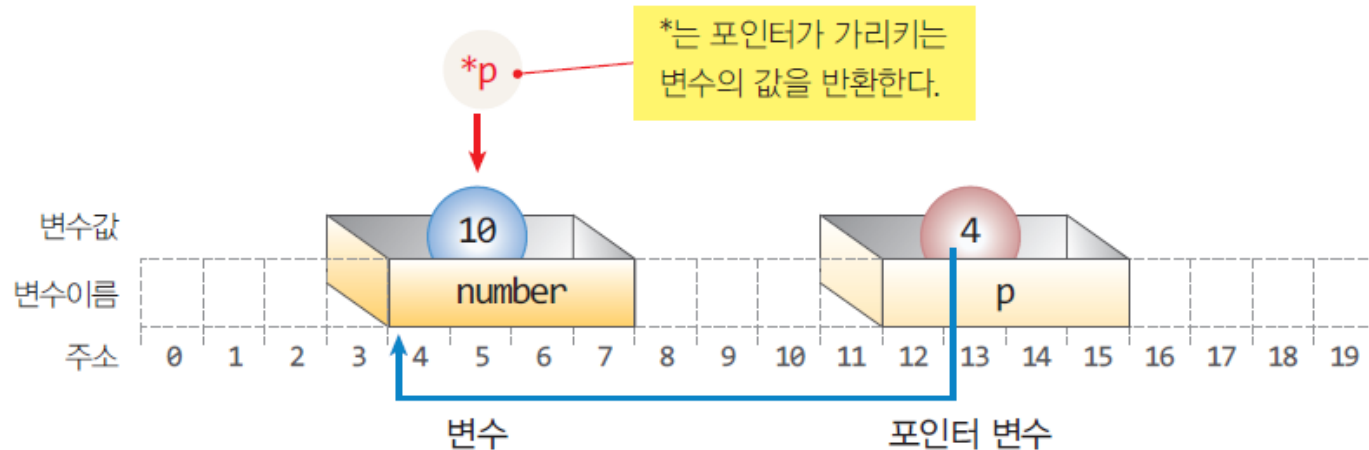 *p
*는 포인터가 가리키는
변수의 값을 반환한다.
변수값
10
4
변수이름
number
p
주소 0 1 2 3 4 5 6 7 8 9 10 11 12 13 14 15 16 17 18 19
변수
포인터 변수